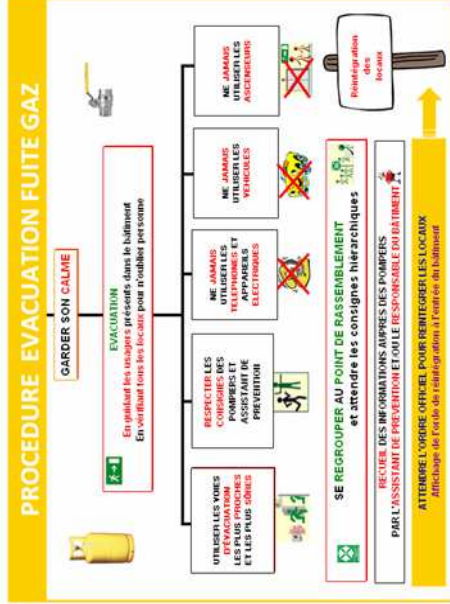 PROCEDURE EVACUATION FUITE GAZ
GARDER SON CALME
EVACUATION
En guidant les usagers présents dans le bâtiment
En vérifiant tous les locaux pour n'oublier personne
UTILISER LES VOIES
D'ÉVACUATION
LES PLUS PROCHES
ET LES PLUS SÛRES
RESPECTER LES
CONSIGNES DES
POMPIERS ET
ASSISTANT DE
PREVENTION
NE JAMAIS
UTILISER LES
TELEPHONES ET
APPAREILS
ELECTRIQUES
NE JAMAIS
UTILISER LES
VEHICULES
NE JAMAIS
UTILISER LES
ASCENSEURS
SE REGROUPER AU POINT DE RASSEMBLEMENT
et attendre les consignes hiérarchiques
RECUEIL DES INFORMATIONS AUPRES DES POMPIERS
PAR L'ASSISTANT DE PREVENTION ET/OU LE RESPONSABLE DU BÂTIMENT
ATTENDRE L'ORDRE OFFICIEL POUR REINTEGRER LES LOCAUX
Affichage de l'ordre de réintégration à l'entrée du bâtiment
Réintégration
des
locaux